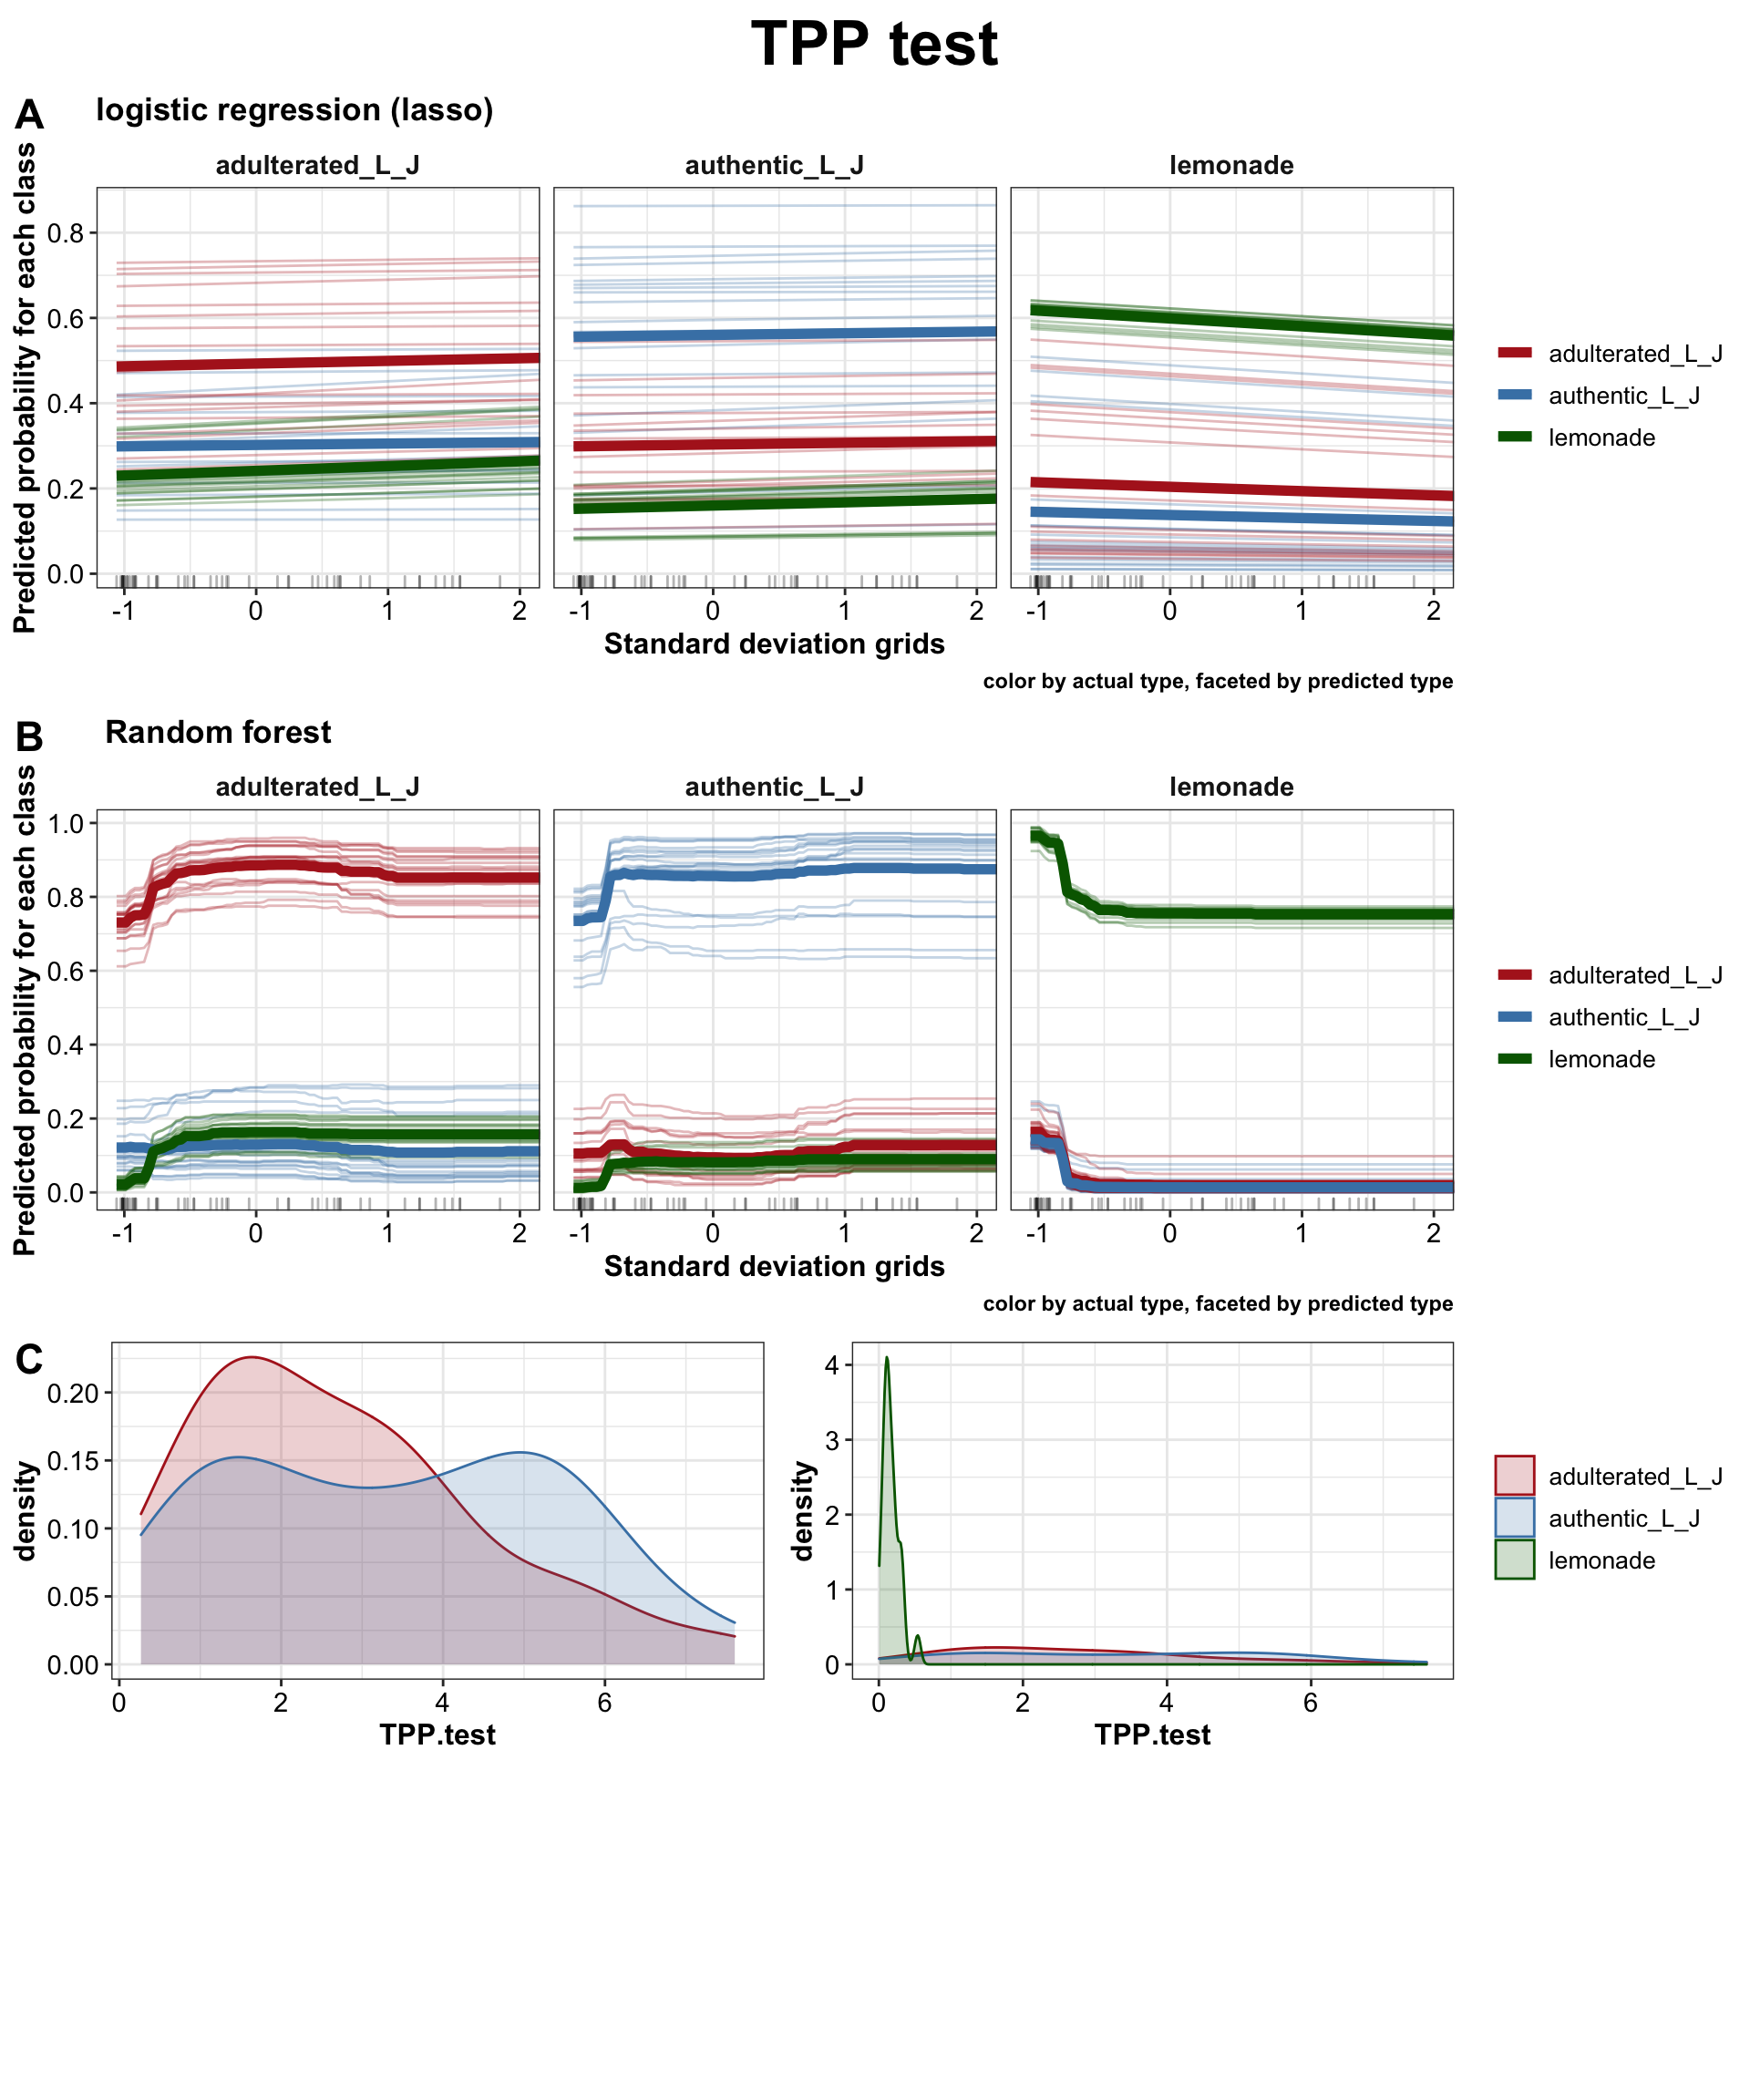 TPP test
A
logistic regression (lasso)
adulterated_L_J authentic_L_J lemonade
Predicted probability for each class
0.8
0.6
0.4
0.2
0.0
-1 0 1 2 -1 0 1 2 -1 0 1 2
Standard deviation grids
color by actual type, faceted by predicted type
adulterated_L_J
authentic_L_J
lemonade
B
Random forest
adulterated_L_J authentic_L_J lemonade
Predicted probability for each class
1.0
0.8
0.6
0.4
0.2
0.0
-1 0 1 2 -1 0 1 2 -1 0 1 2
Standard deviation grids
color by actual type, faceted by predicted type
adulterated_L_J
authentic_L_J
lemonade
C
density
0.20
0.15
0.10
0.05
0.00
0 2 4 6
TPP.test
density
4
3
2
1
0
0 2 4 6
TPP.test
adulterated_L_J
authentic_L_J
lemonade